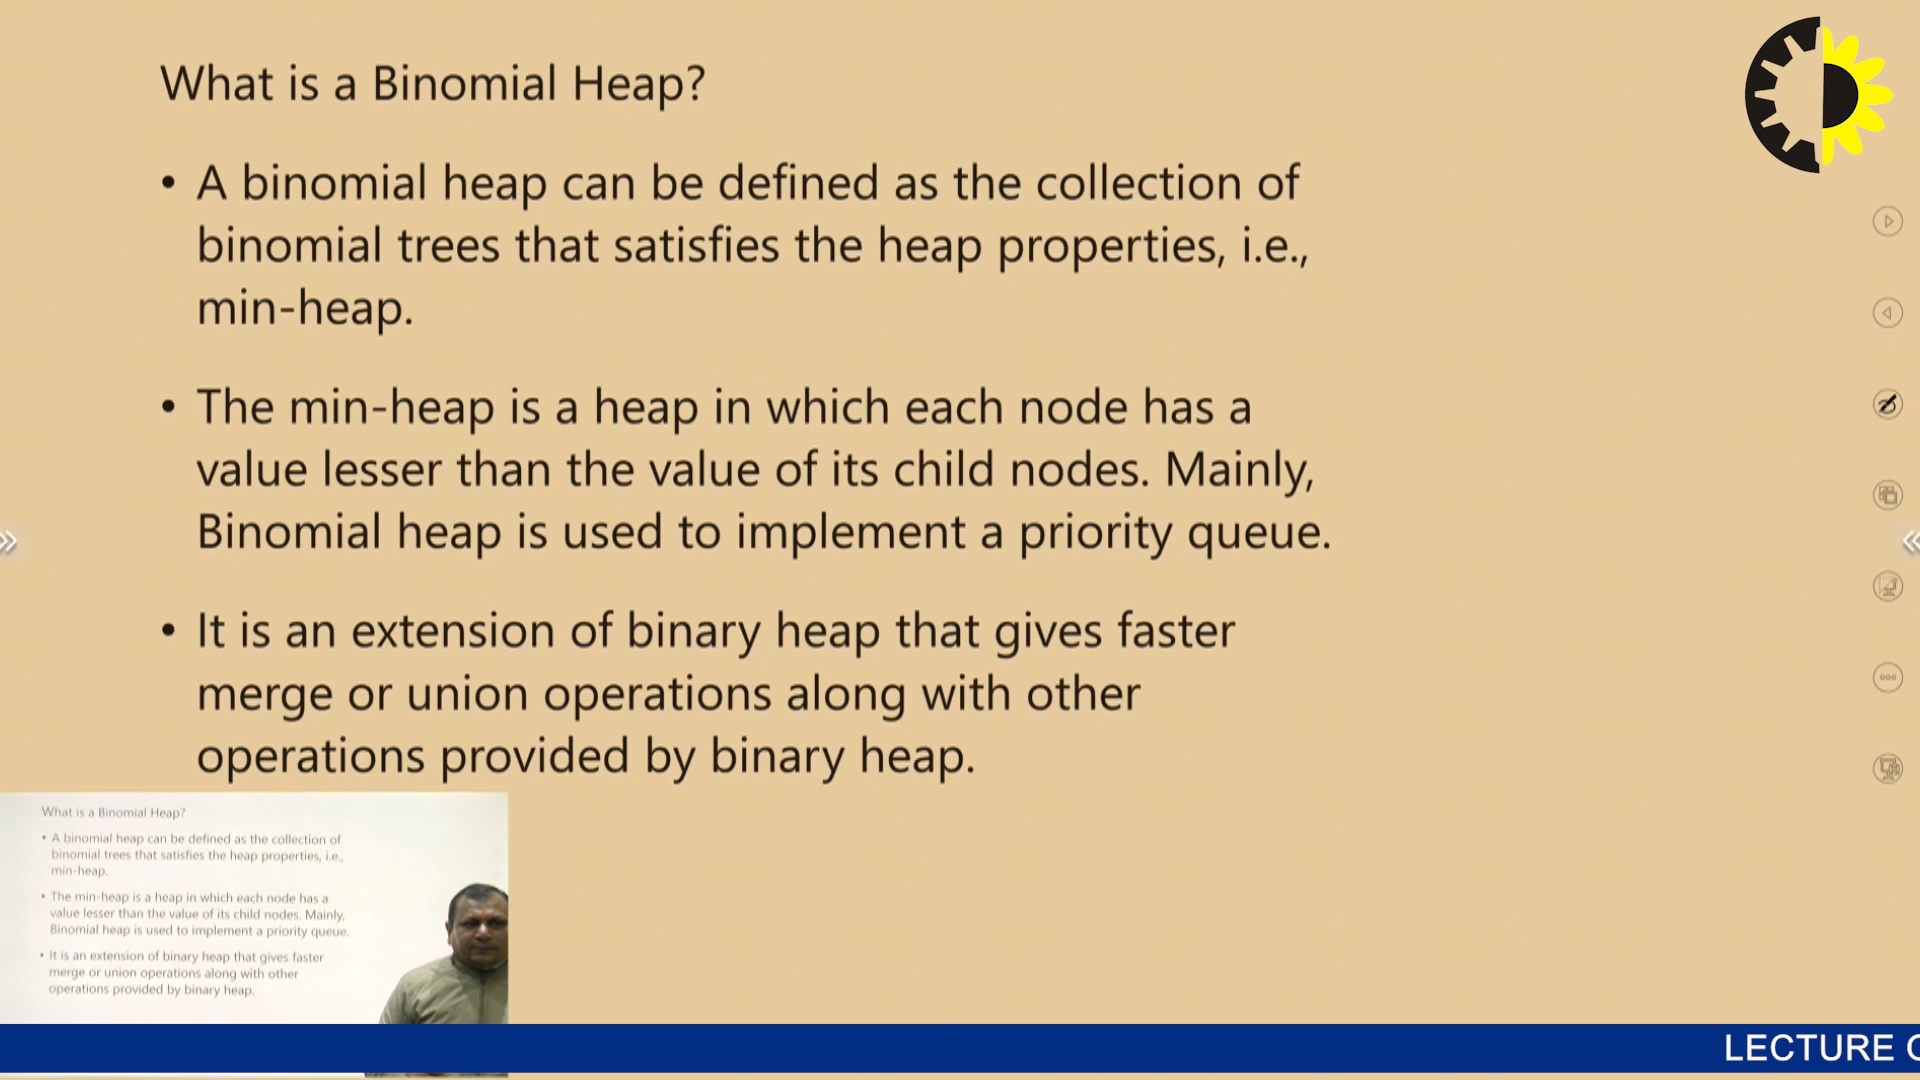 What is a Binomial Heap?
• A binomial heap can be defined as the collection of
binomial trees that satisfies the heap properties, i.e.,
min-heap.
• The min-heap is a heap in which each node has a
value lesser than the value of its child nodes. Mainly,
Binomial heap is used to implement a priority queue.
• It is an extension of binary heap that gives faster
merge or union operations along with other
operations provided by binary heap.
What is a Binomial Heap?
• A binomial heap can be defined as the collection of
binomial trees that satisfies the heap properties, i.e.,
min-heap.
• The min-heap is a heap in which each node has a
value lesser than the value of its child nodes. Mainly,
Binomial heap is used to implement a priority queue.
• It is an extension of binary heap that gives faster
merge or union operations along with other
operations provided by binary heap.
LECTURE